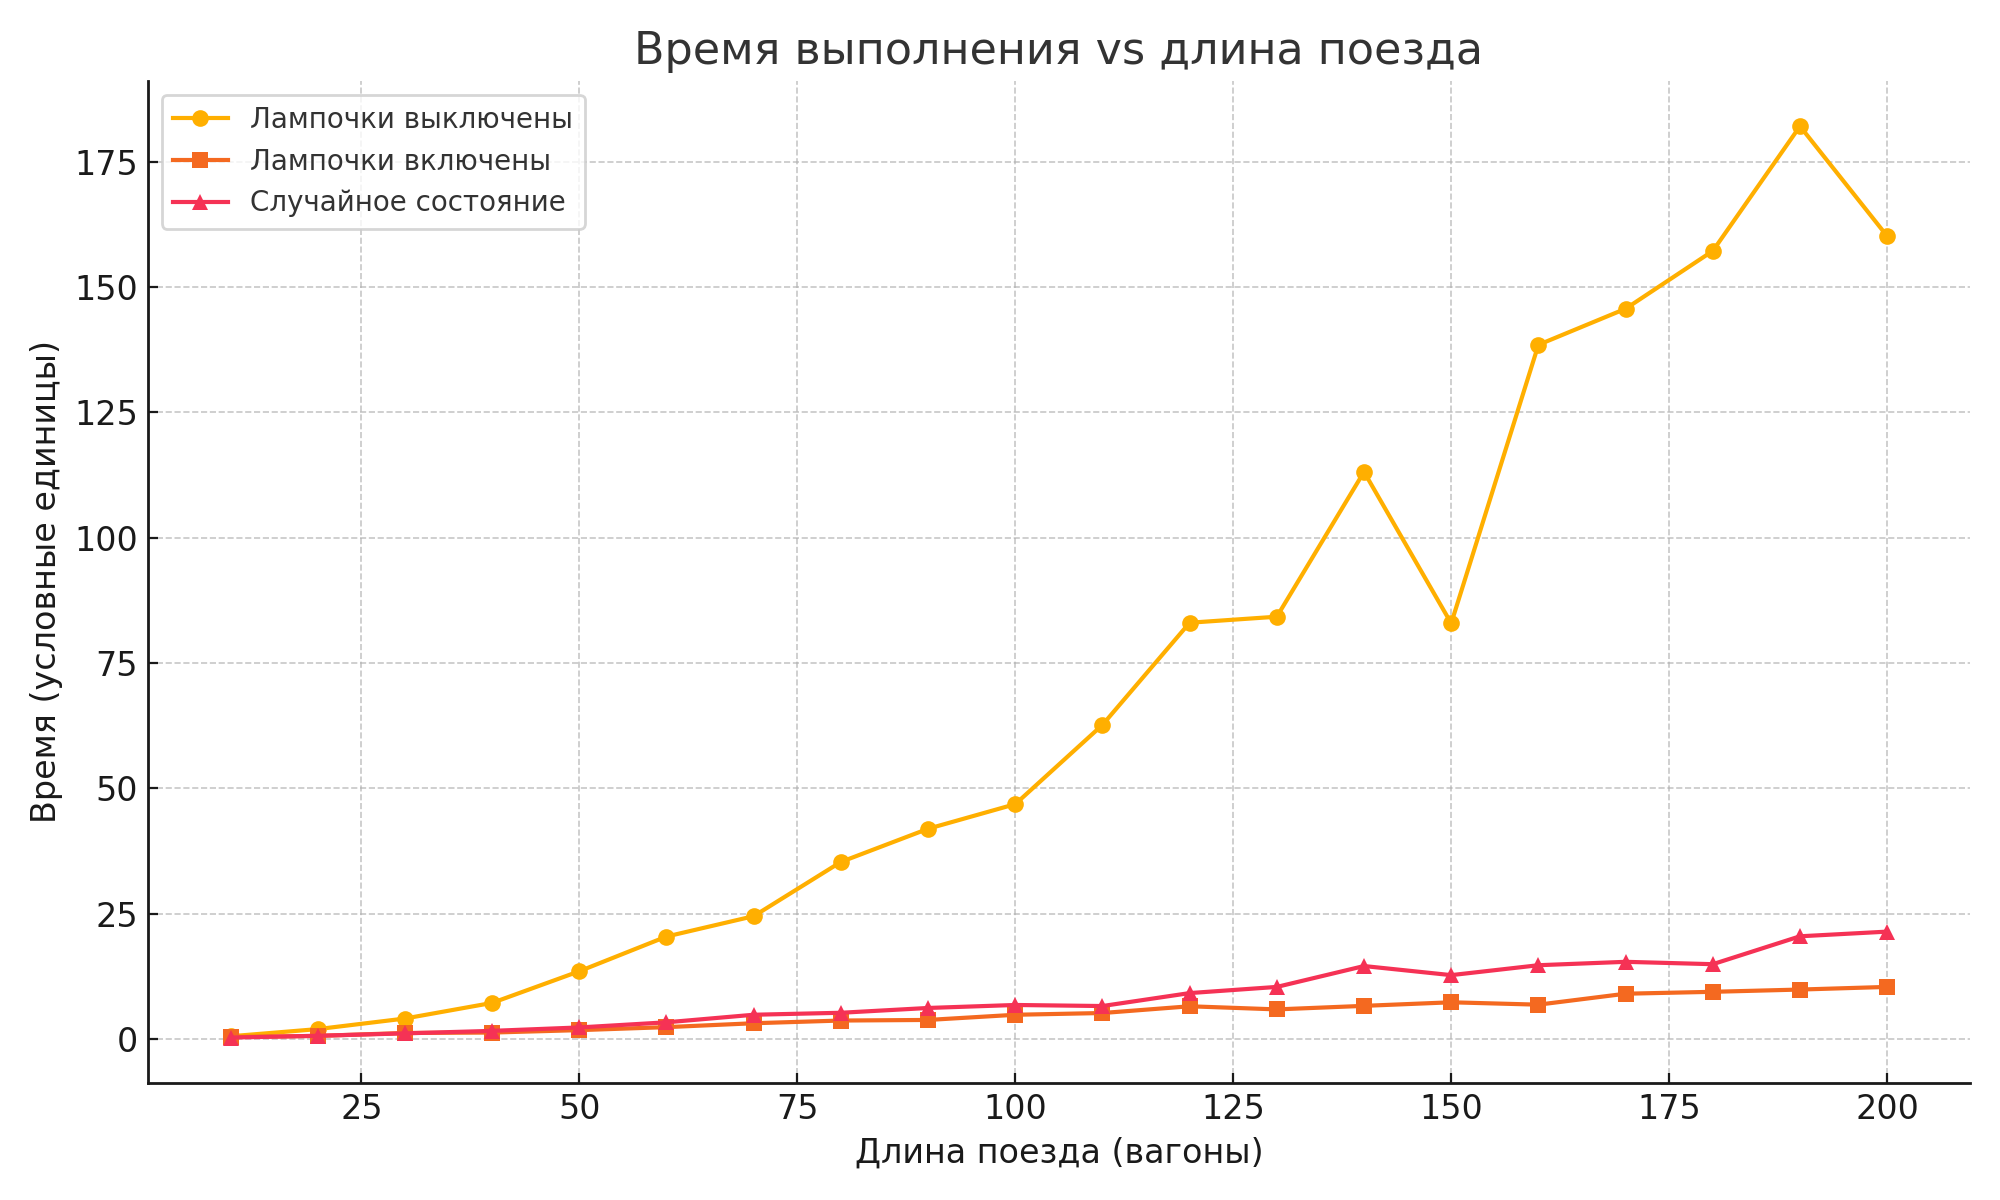 Время выполнения vs длина поезда
Лампочки выключены
Лампочки включены
Случайное состояние
Время (условные единицы)
175
150
125
100
75
50
25
0
25 50 75 100 125 150 175 200
Длина поезда (вагоны)